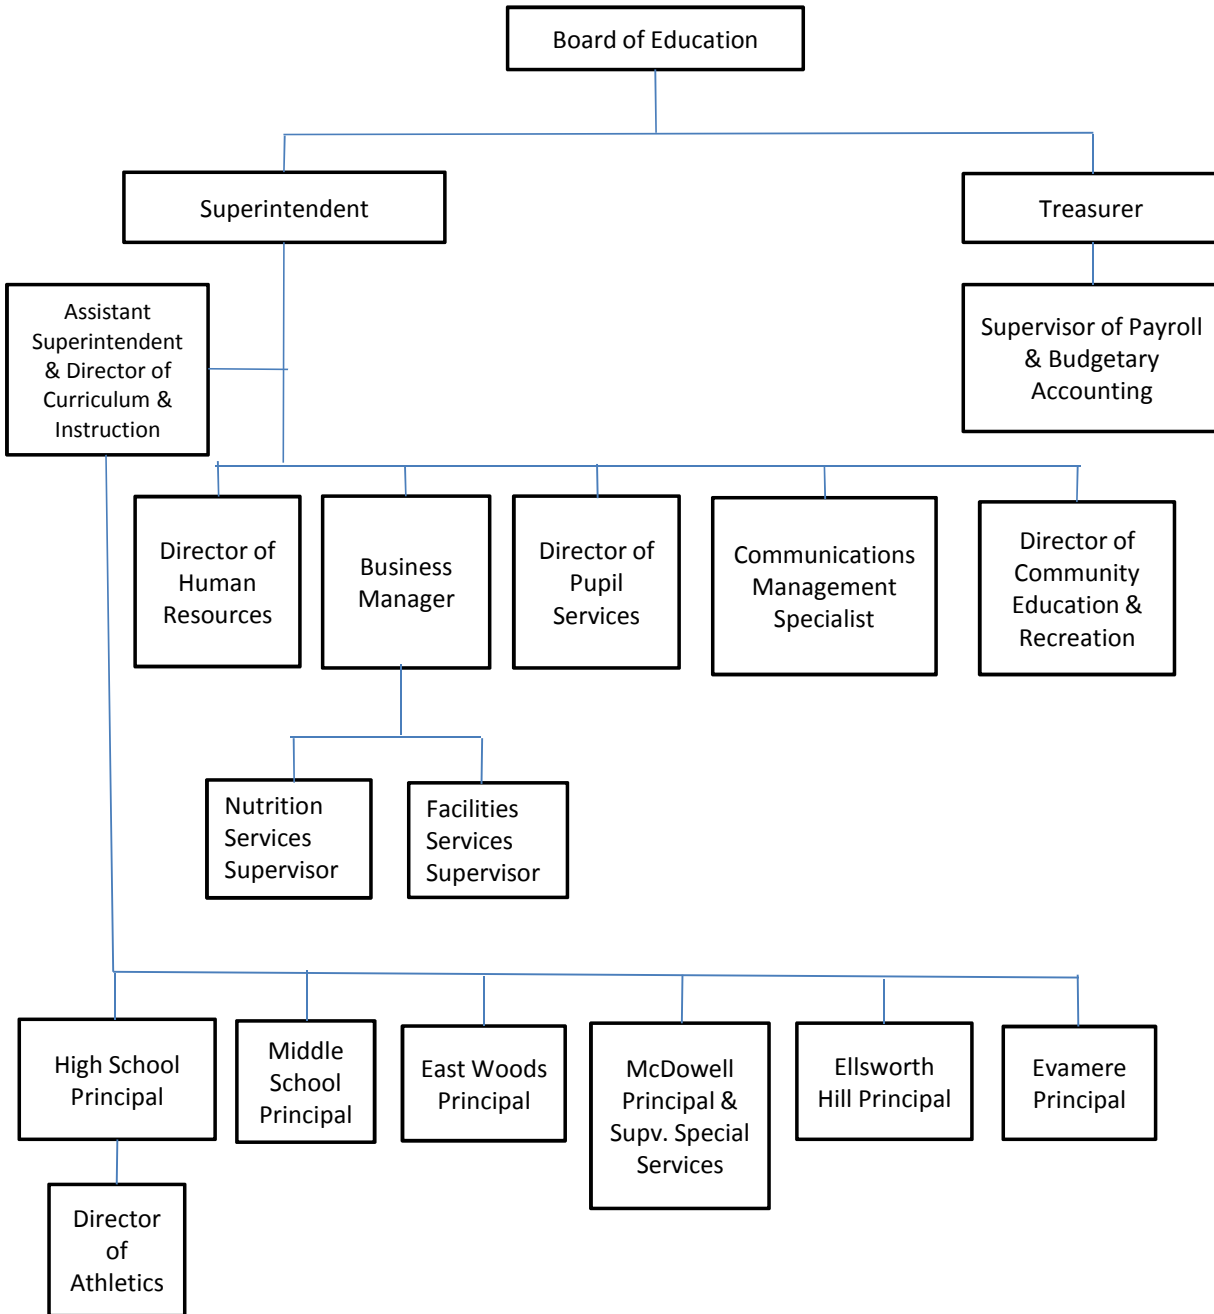 Board of Education
Superintendent
Treasurer
Assistant
Superintendent
& Director of
Curriculum &
Instruction
Supervisor of Payroll
& Budgetary
Accounting
Director of
Human
Resources
Business
Manager
Director of
Pupil
Services
Communications
Management
Specialist
Director of
Community
Education &
Recreation
Nutrition
Services
Supervisor
Facilities
Services
Supervisor
High School
Principal
Middle
School
Principal
East Woods
Principal
McDowell
Principal &
Supv. Special
Services
Ellsworth
Hill Principal
Evamere
Principal
Director
of
Athletics